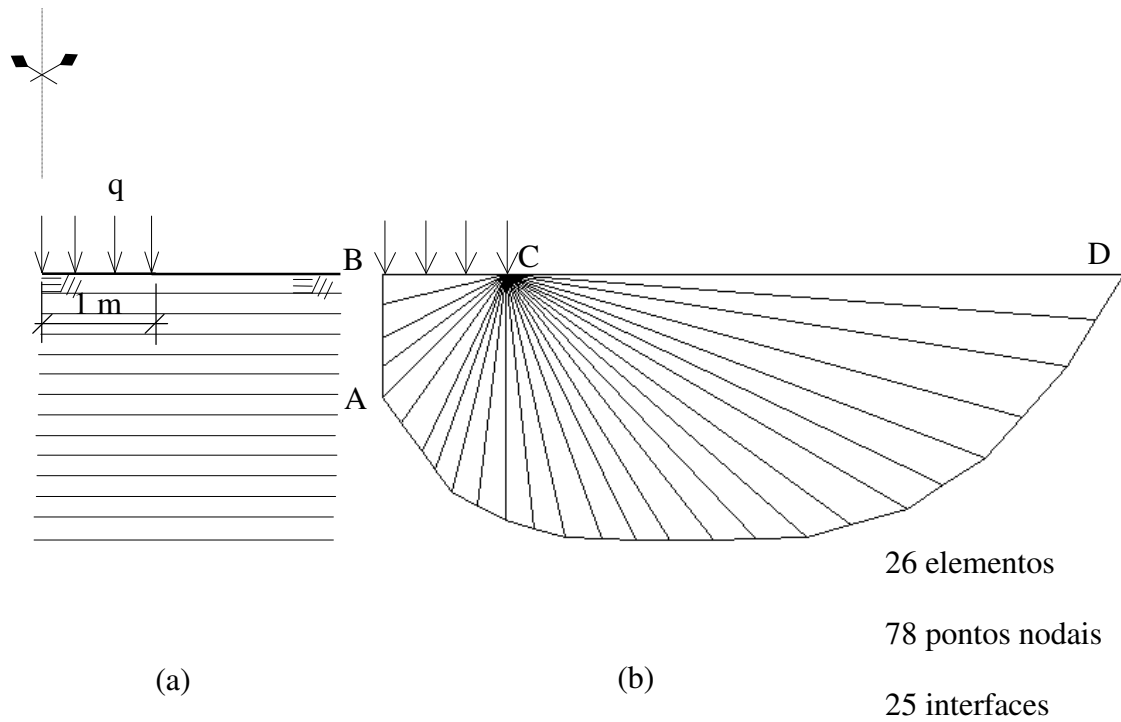 q
1 m
(a)
B
C
D
A
(b)
26 elementos
78 pontos nodais
25 interfaces